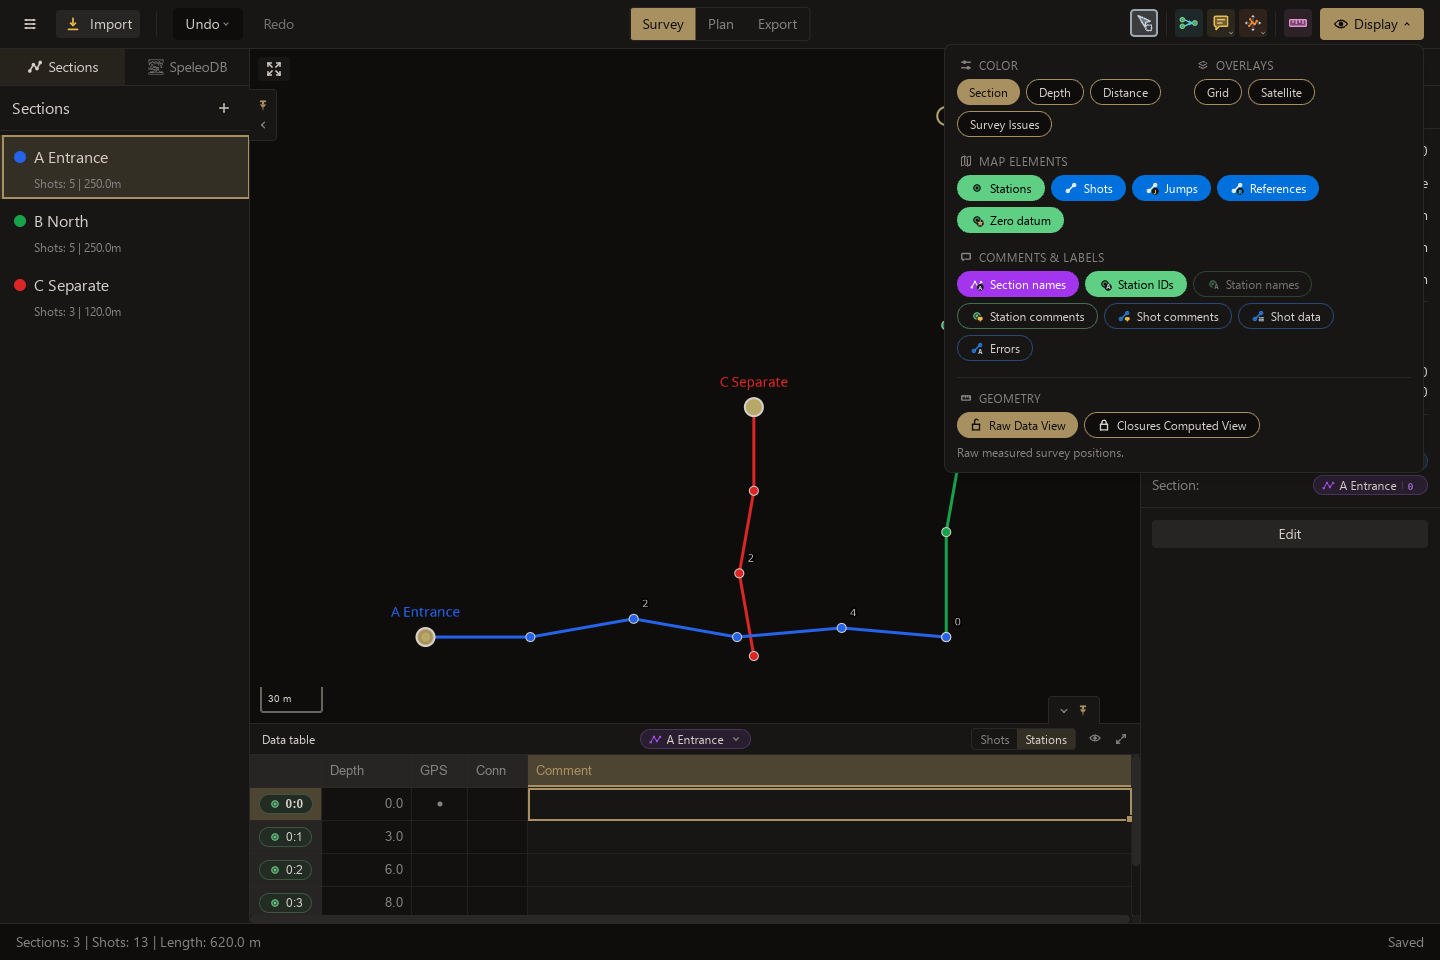 Import
Undo
Redo
Survey
Plan
Export
Display
Sections
SpeleoDB
Sections
A Entrance
Shots: 5 | 250.0m
B North
Shots: 5 | 250.0m
C Separate
Shots: 3 | 120.0m
COLOR
OVERLAYS
Section
Depth
Distance
Grid
Satellite
Survey Issues
MAP ELEMENTS
Stations
Shots
Jumps
References
Zero datum
COMMENTS & LABELS
Section names
Station IDs
Station names
Station comments
Shot comments
Shot data
Errors
GEOMETRY
Raw Data View
Closures Computed View
Raw measured survey positions.
Section:
A Entrance 0
Edit
C Separate
2
A Entrance
2
4
0
30 m
Data table
A Entrance
Shots
Stations
Depth
GPS
Conn
Comment
0:0
0.0
0:1
3.0
0:2
6.0
0:3
8.0
Sections: 3 | Shots: 13 | Length: 620.0 m
Saved